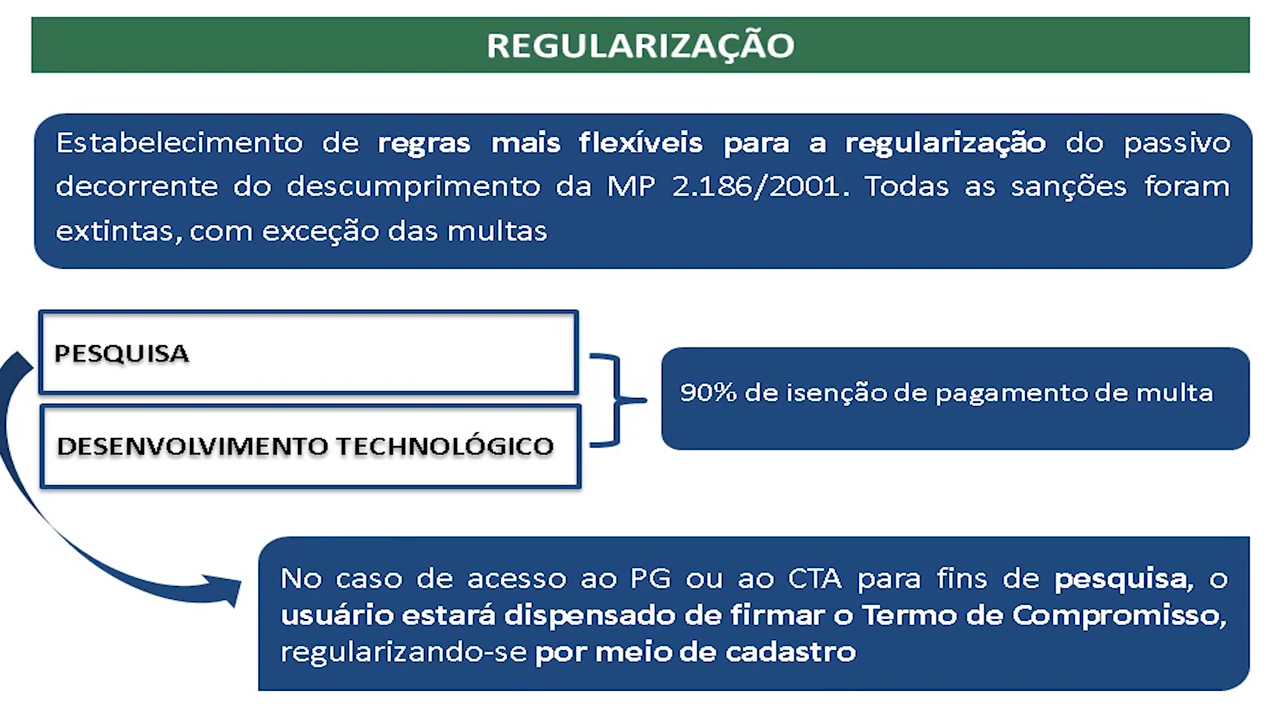 REGULARIZAÇÃO
Estabelecimento de regras mais flexíveis para a regularização do passivo
decorrente do descumprimento da MP 2.186/2001. Todas as sanções foram
extintas, com exceção das multas
PESQUISA
DESENVOLVIMENTO TECHNOLÓGICO
90% de isenção de pagamento de multa
No caso de acesso ao PG ou ao CTA para fins de pesquisa, o
usuário estará dispensado de firmar o Termo de Compromisso,
regularizando-se por meio de cadastro